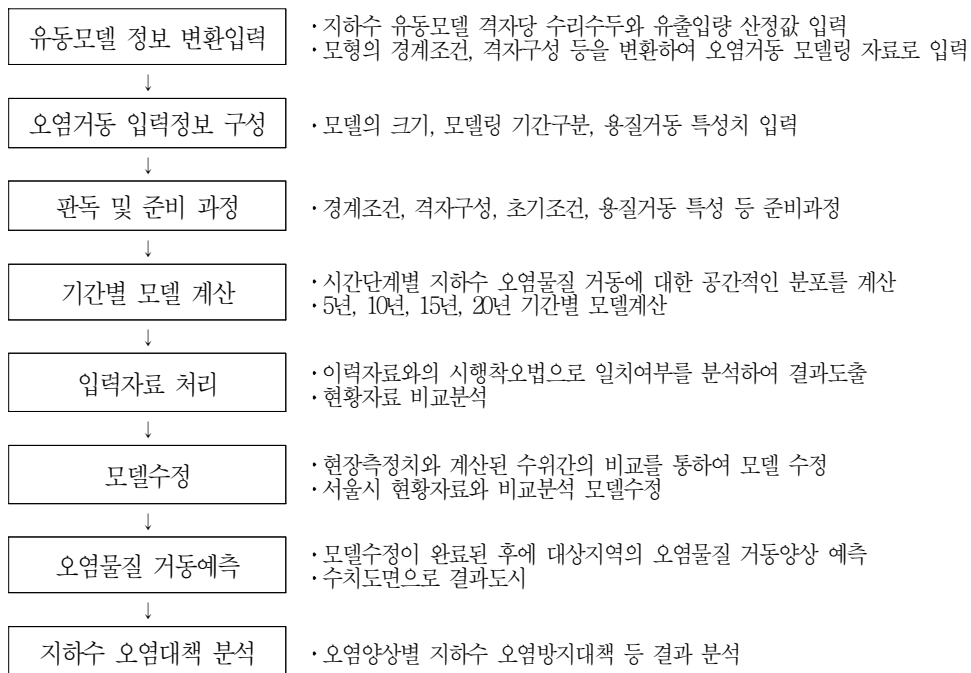 유동모델 정보 변환입력
·지하수 유동모델 격자당 수리수두와 유출입량 산정값 입력
·모형의 경계조건, 격자구성 등을 변환하여 오염거동 모델링 자료로 입력
↓
오염거동 입력정보 구성
·모델의 크기, 모델링 기간구분, 용질거동 특성치 입력
↓
판독 및 준비 과정
·경계조건, 격자구성, 초기조건, 용질거동 특성 등 준비과정
↓
기간별 모델 계산
·시간단계별 지하수 오염물질 거동에 대한 공간적인 분포를 계산
·5년, 10년, 15년, 20년 기간별 모델계산
↓
입력자료 처리
·이력자료와의 시행착오법으로 일치여부를 분석하여 결과도출
·현황자료 비교분석
↓
모델수정
·현장측정치와 계산된 수위간의 비교를 통하여 모델 수정
·서울시 현황자료와 비교분석 모델수정
↓
오염물질 거동예측
·모델수정이 완료된 후에 대상지역의 오염물질 거동양상 예측
·수치도면으로 결과도시
↓
지하수 오염대책 분석
·오염양상별 지하수 오염방지대책 등 결과 분석